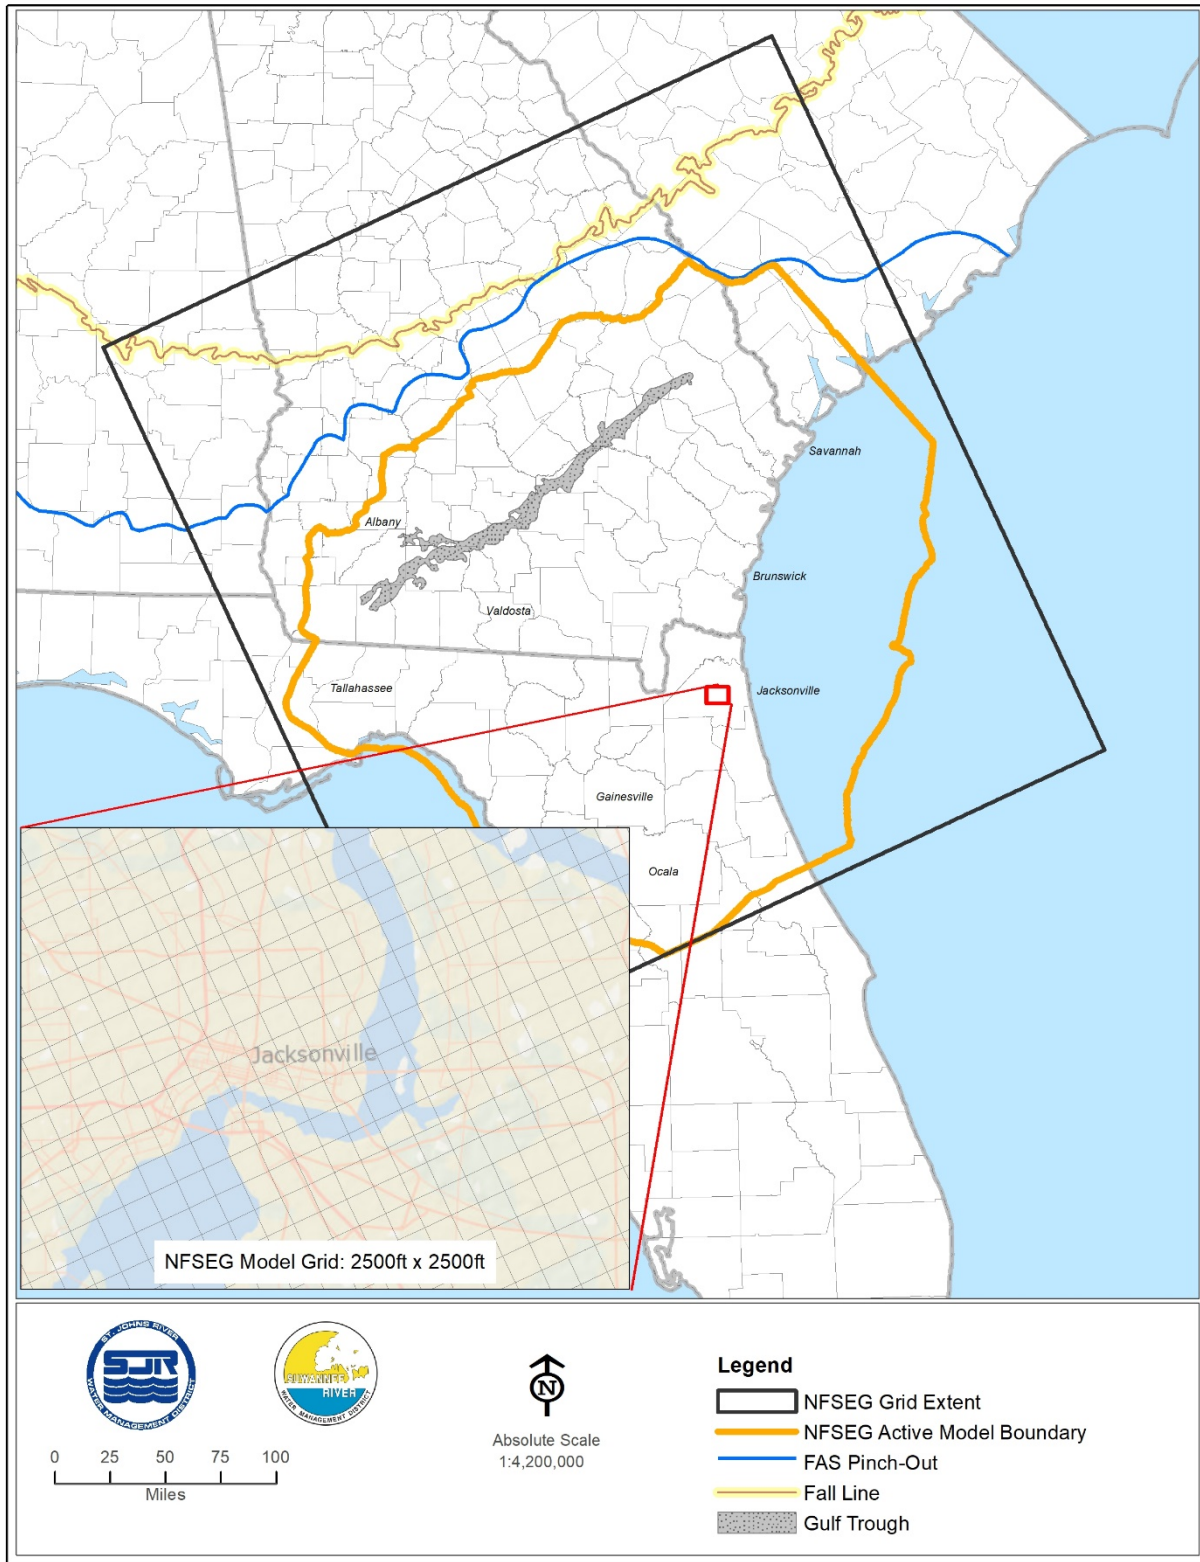 Savannah
Albany
Brunswick
Valdosta
Tallahassee
Jacksonville
Gainesville
Ocala
Jacksonville
NFSEG Model Grid: 2500ft x 2500ft
ST. JOHNS RIVER
SJR
WATER MANAGEMENT DISTRICT
SUWANNEE
RIVER
WATER MANAGEMENT DISTRICT
N
Absolute Scale
1:4,200,000
0 25 50 75 100
Miles
Legend
NFSEG Grid Extent
NFSEG Active Model Boundary
FAS Pinch-Out
Fall Line
Gulf Trough